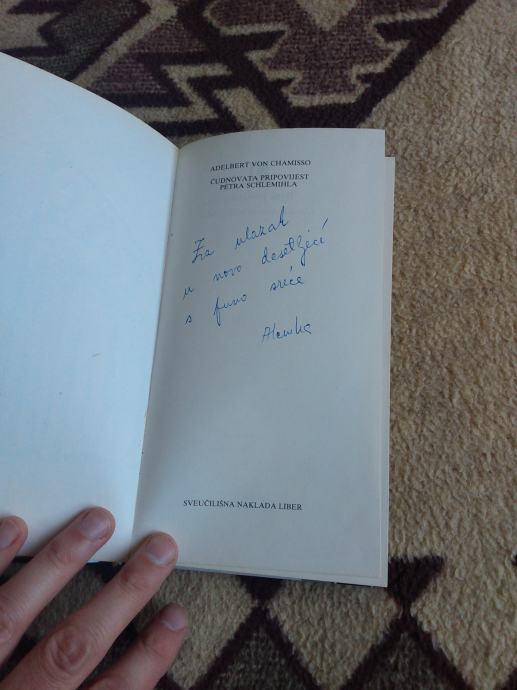 ADELBERT VON CHAMISSO
ČUDNOVATA PRIPOVIJEST
PETRA SCHLEMIHLA
Za ulazak
u novo desetljeće
s puno sreće
Alenka
SVEUČILIŠNA NAKLADA LIBER